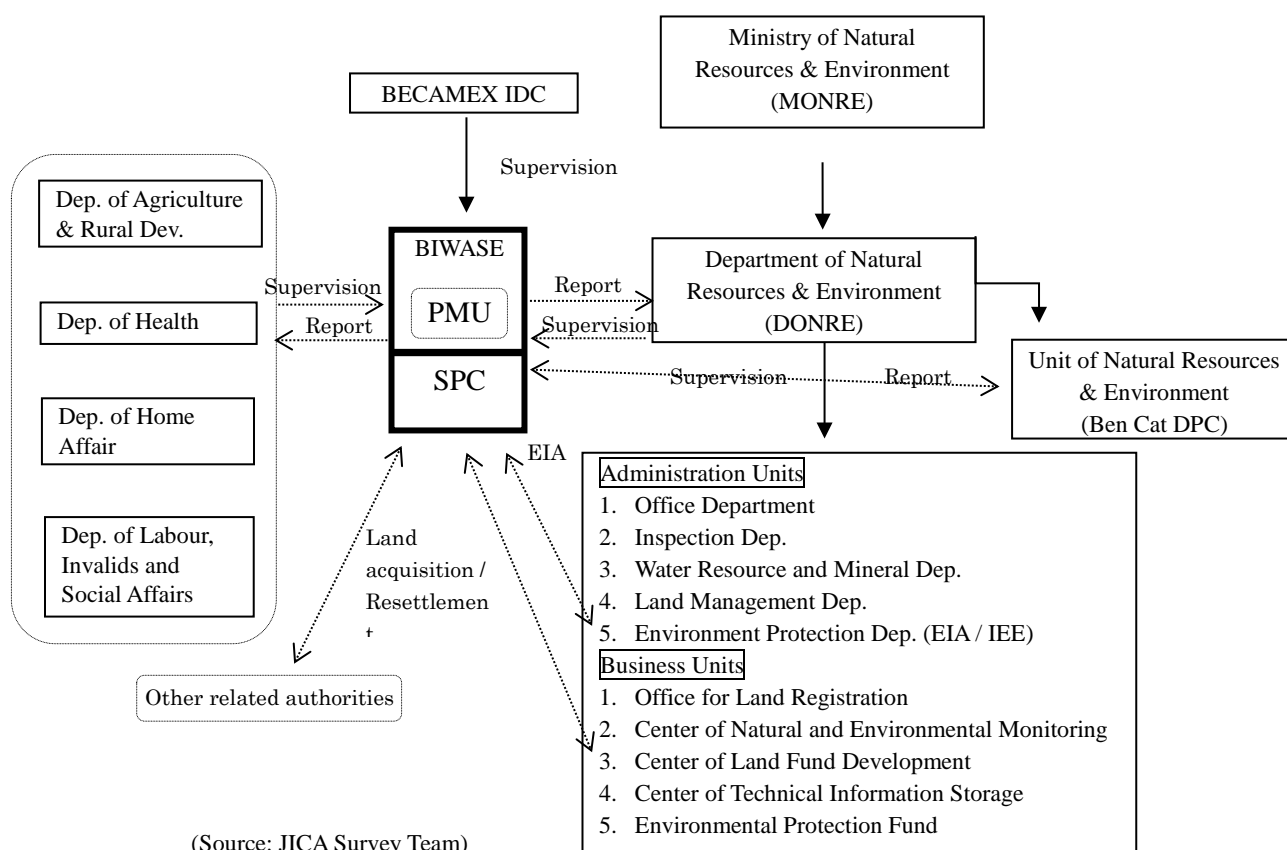 Ministry of Natural
Resources & Environment
(MONRE)
BECAMEX IDC
Supervision
Dep. of Agriculture
& Rural Dev.
Dep. of Health
Dep. of Home
Affair
Dep. of Labour,
Invalids and
Social Affairs
Supervision
Report
BIWASE
PMU
SPC
Report
Supervision
Department of Natural
Resources & Environment
(DONRE)
Supervision
Report
Unit of Natural Resources
& Environment
(Ben Cat DPC)
EIA
Land
acquisition /
Resettlemen
t
Other related authorities
Administration Units
1. Office Department
2. Inspection Dep.
3. Water Resource and Mineral Dep.
4. Land Management Dep.
5. Environment Protection Dep. (EIA / IEE)
Business Units
1. Office for Land Registration
2. Center of Natural and Environmental Monitoring
3. Center of Land Fund Development
4. Center of Technical Information Storage
5. Environmental Protection Fund
(Source: JICA Survey Team)